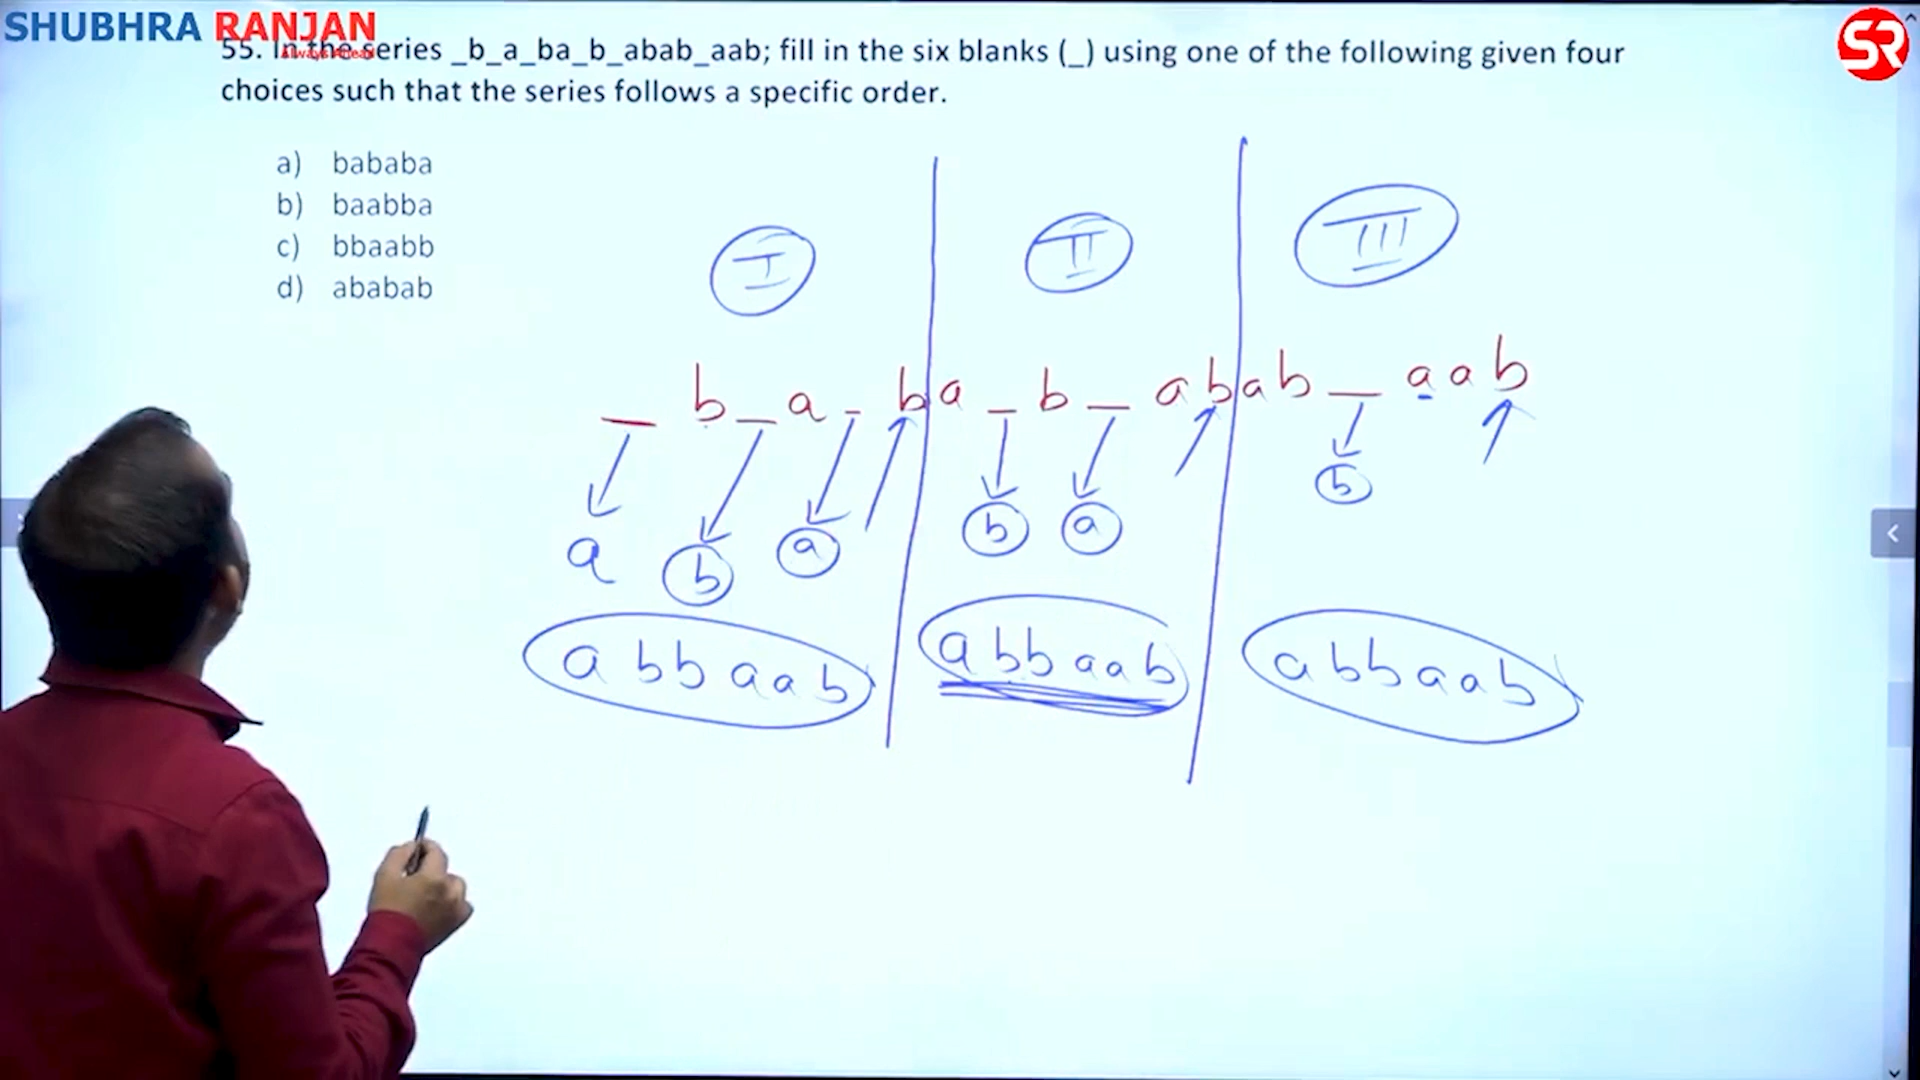 SHUBHRA RANJAN
SR
55. In the series _b_a_ba_b_abab_aab; fill in the six blanks (_) using one of the following given four
choices such that the series follows a specific order.
a) bababa
b) baabba
c) bbaabb
d) ababab
I II III
_ b _ a _ b a _ b _ a b a b _ a a b
a b a b a b
a b b a a b a b b a a b a b b a a b